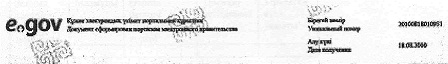 e.gov
Құжат электрондық үкімет порталымен құрылған
Документ сформирован порталом электронного правительства
Бірегей нөмір
Уникальный номер
20100818010951
Алу күні
Дата получения
18.08.2010